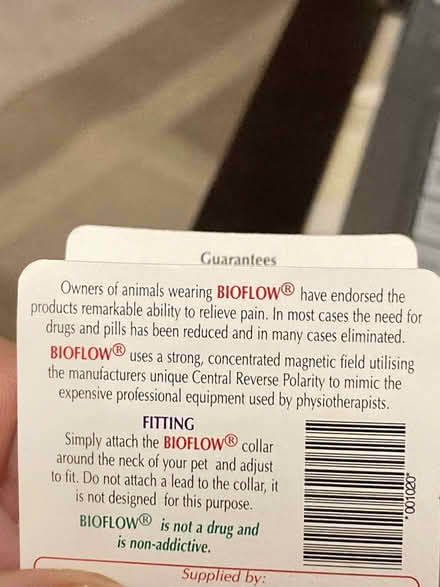 Guarantees
Owners of animals wearing BIOFLOW® have endorsed the
products remarkable ability to relieve pain. In most cases the need for
drugs and pills has been reduced and in many cases eliminated.
BIOFLOW® uses a strong, concentrated magnetic field utilising
the manufacturers unique Central Reverse Polarity to mimic the
expensive professional equipment used by physiotherapists.
FITTING
Simply attach the BIOFLOW® collar
around the neck of your pet and adjust
to fit. Do not attach a lead to the collar, it
is not designed for this purpose.
BIOFLOW® is not a drug and
is non-addictive.
*001020*
Supplied by: